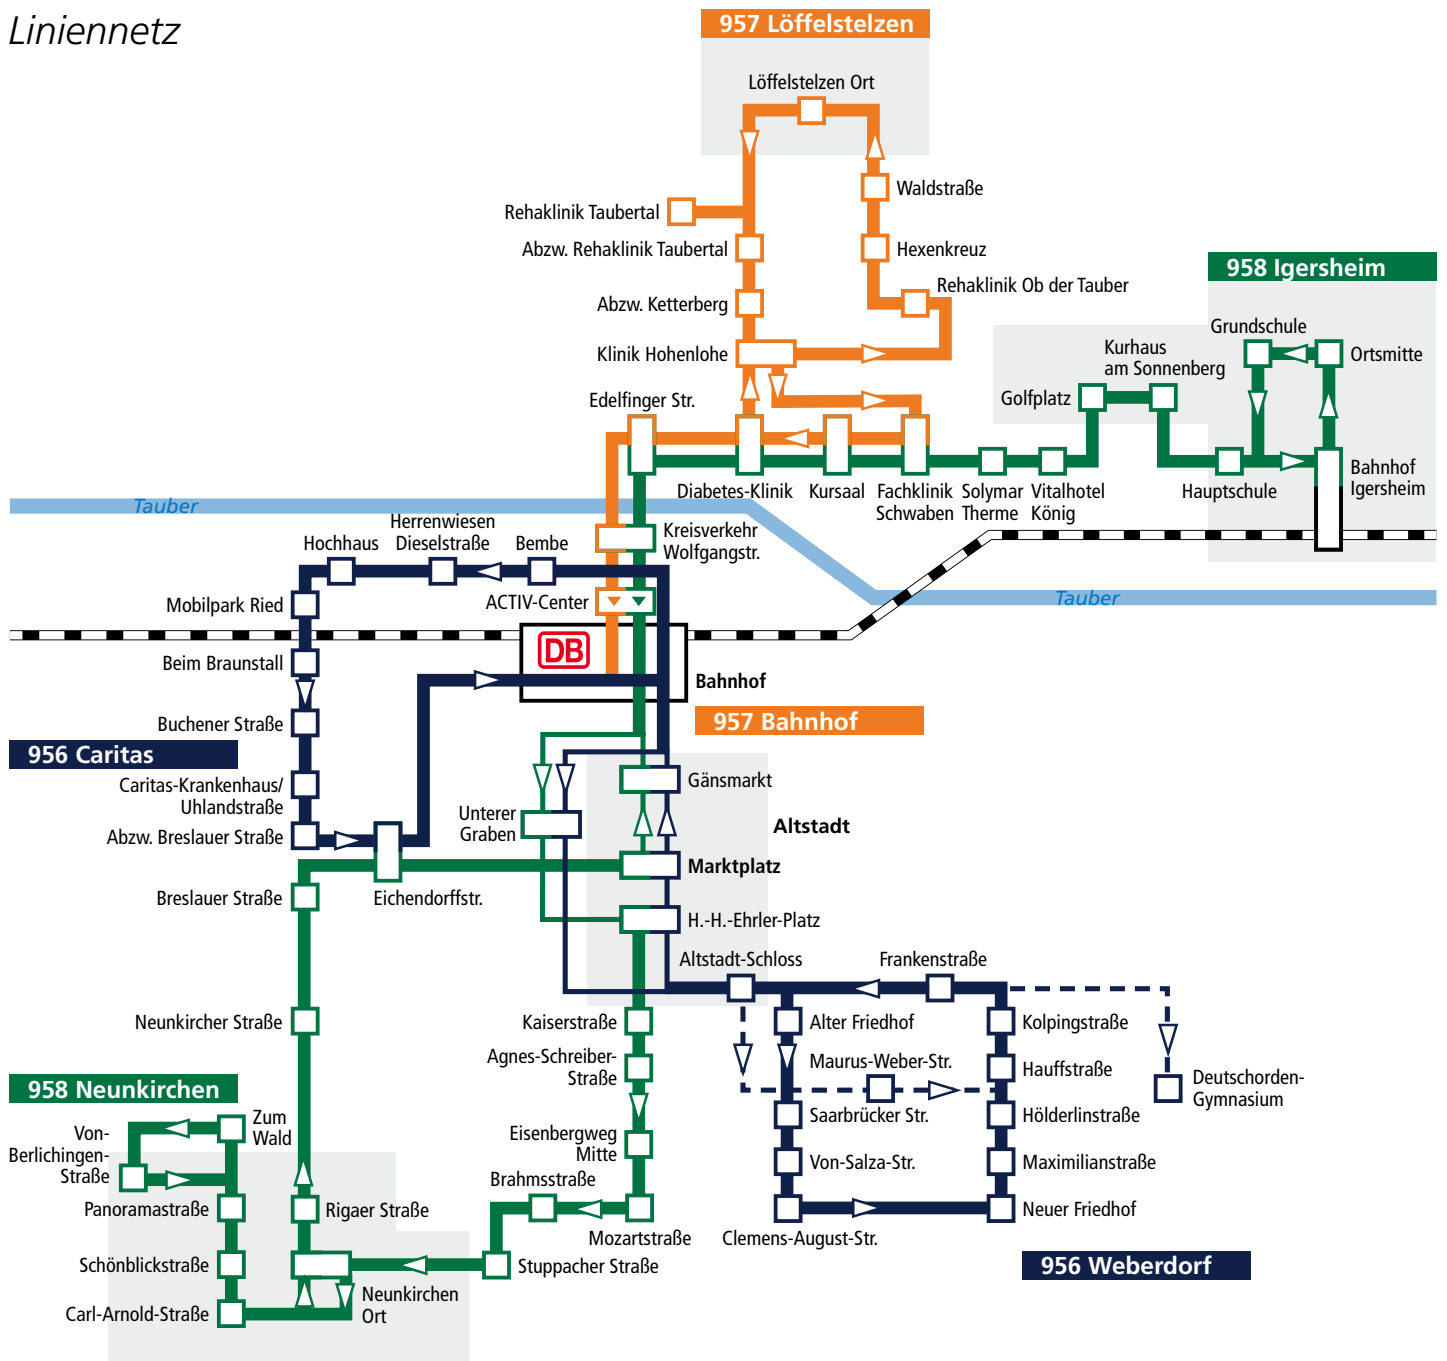 Liniennetz
957 Löffelstelzen
Löffelstelzen Ort
Waldstraße
Rehaklinik Taubertal
Abzw. Rehaklinik Taubertal
Hexenkreuz
958 Igersheim
Rehaklinik Ob der Tauber
Abzw. Ketterberg
Grundschule
Klinik Hohenlohe
Kurhaus
am Sonnenberg
Ortsmitte
Edelfinger Str.
Golfplatz
Diabetes-Klinik
Kursaal
Fachklinik
Schwaben
Solymar
Therme
Vitalhotel
König
Hauptschule
Bahnhof
Igersheim
Tauber
Herrenwiesen
Dieselstraße
Hochhaus
Bembe
Kreisverkehr
Wolfgangstr.
Mobilpark Ried
ACTIV-Center
Tauber
DB
Beim Braunstall
Bahnhof
Buchener Straße
957 Bahnhof
956 Caritas
Caritas-Krankenhaus/
Uhlandstraße
Gänsmarkt
Unterer
Graben
Altstadt
Abzw. Breslauer Straße
Marktplatz
Breslauer Straße
Eichendorffstr.
H.-H.-Ehrler-Platz
Altstadt-Schloss
Frankenstraße
Neunkircher Straße
Kaiserstraße
Alter Friedhof
Kolpingstraße
Agnes-Schreiber-
Straße
Maurus-Weber-Str.
Hauffstraße
Deutschorden-
Gymnasium
958 Neunkirchen
Zum
Wald
Von-
Berlichingen-
Straße
Saarbrücker Str.
Hölderlinstraße
Eisenbergweg
Mitte
Von-Salza-Str.
Maximilianstraße
Brahmsstraße
Panoramastraße
Rigaer Straße
Neuer Friedhof
Mozartstraße
Clemens-August-Str.
Schönblickstraße
Stuppacher Straße
956 Weberdorf
Neunkirchen
Ort
Carl-Arnold-Straße